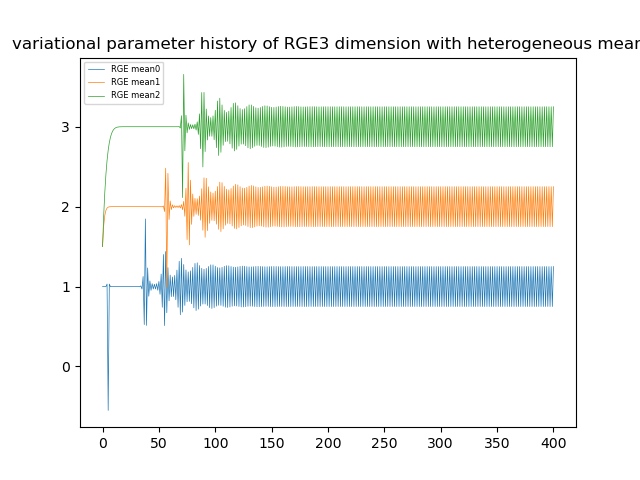 variational parameter history of RGE3 dimension with heterogeneous mean
RGE mean0
RGE mean1
RGE mean2
3
2
1
0
0 50 100 150 200 250 300 350 400